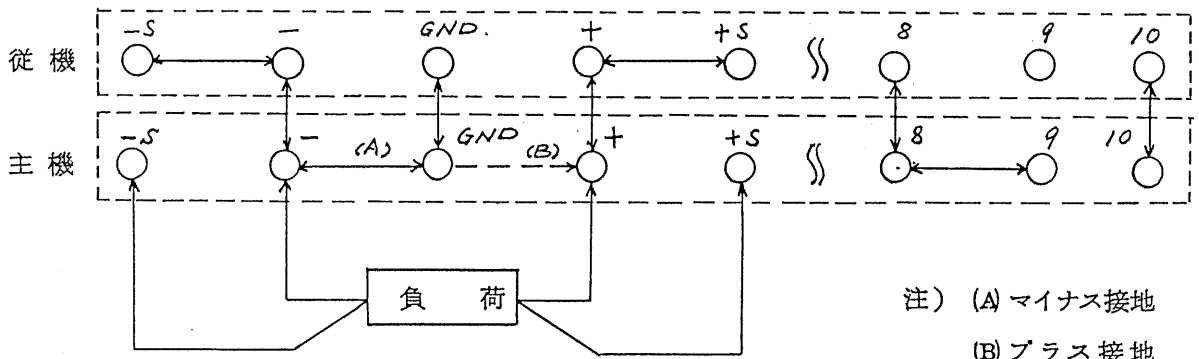 -S - GND. + +S 8 9 10
従機
-S - (A) GND (B) + +S 8 9 10
主機
負荷
注) (A) マイナス接地
(B) プラス接地